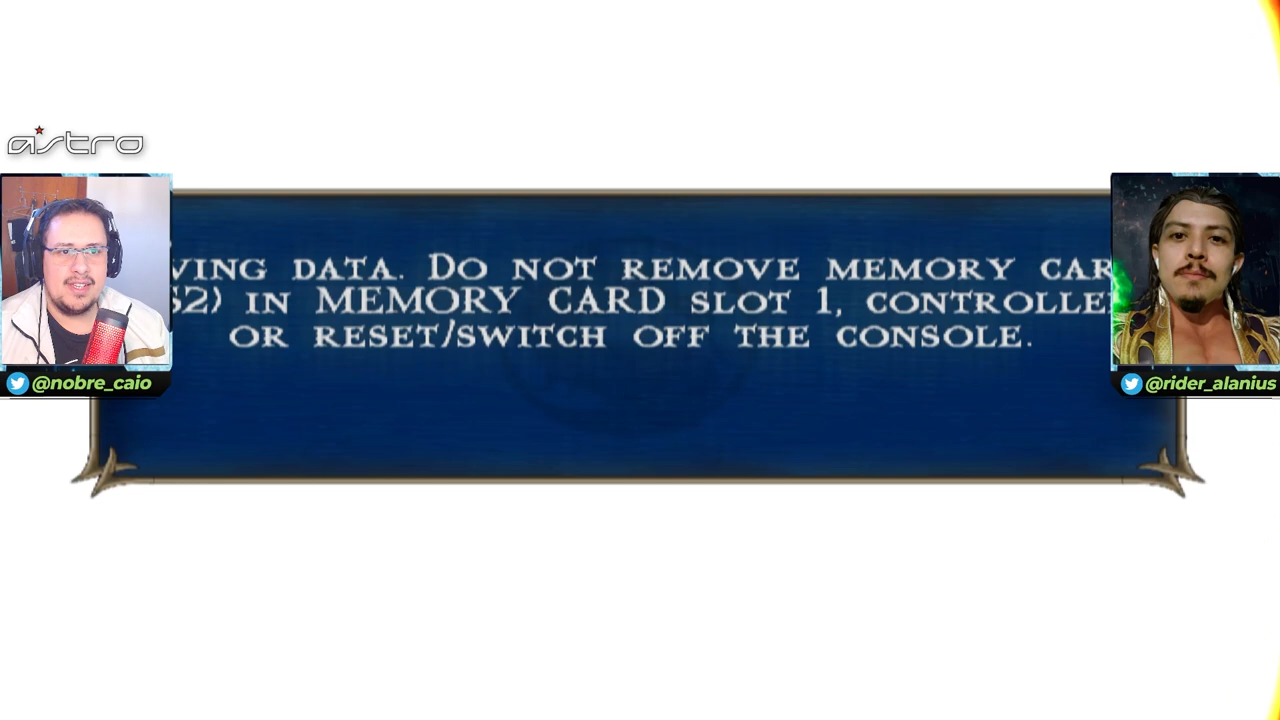 astro
VING DATA. DO NOT REMOVE MEMORY CAR
S2) IN MEMORY CARD SLOT 1, CONTROLLE
OR RESET/SWITCH OFF THE CONSOLE.
@nobre_caio
@rider_alanius